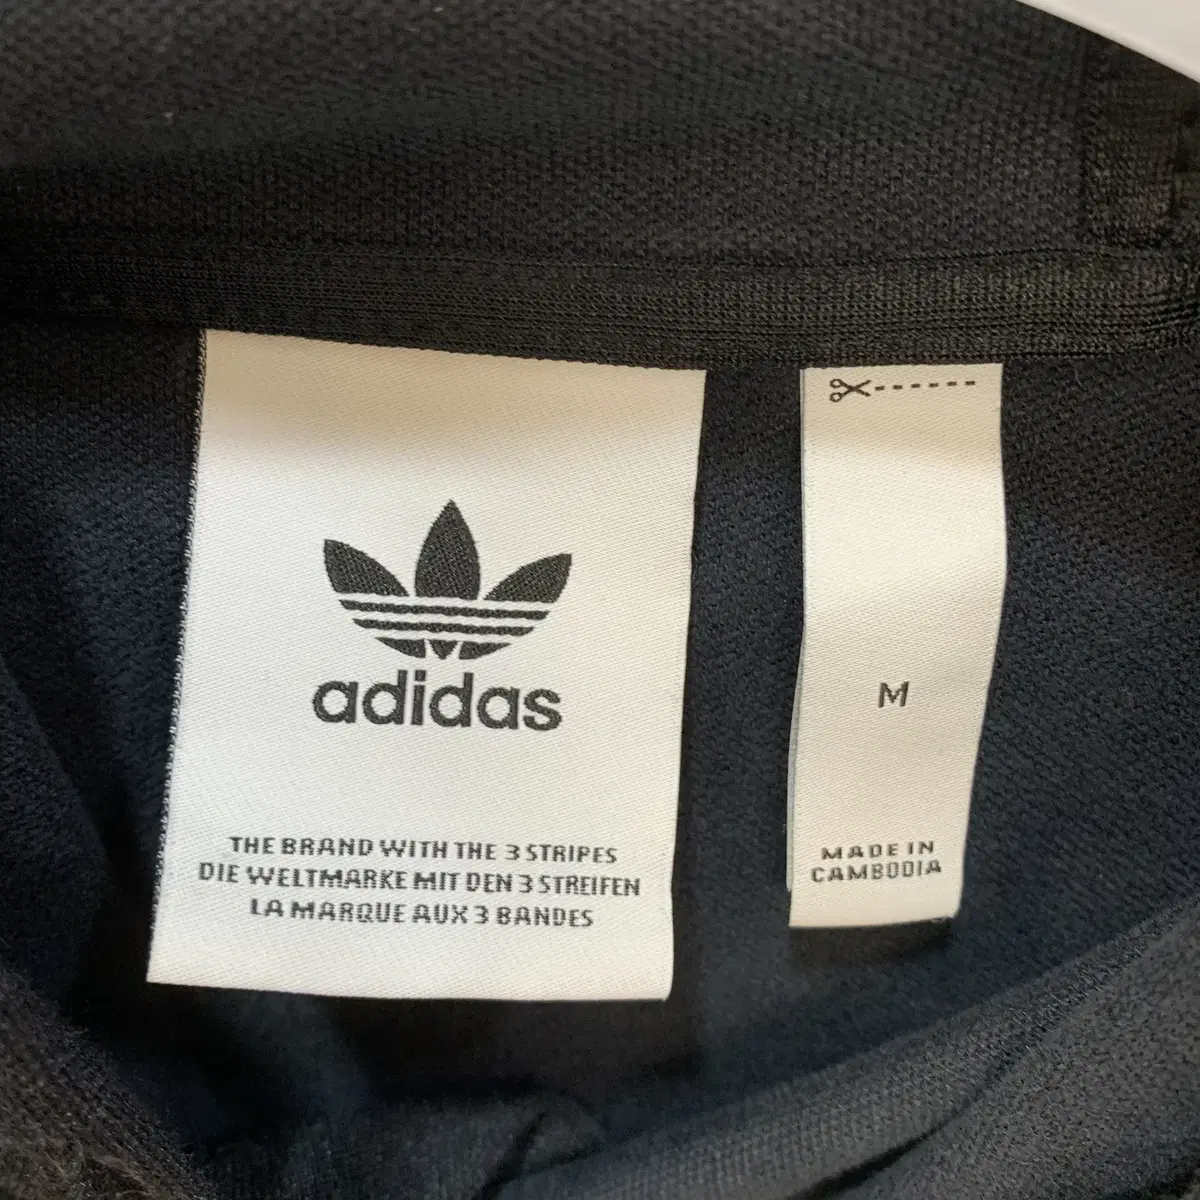 adidas
THE BRAND WITH THE 3 STRIPES
DIE WELTMARKE MIT DEN 3 STREIFEN
LA MARQUE AUX 3 BANDES
M
MADE IN
CAMBODIA